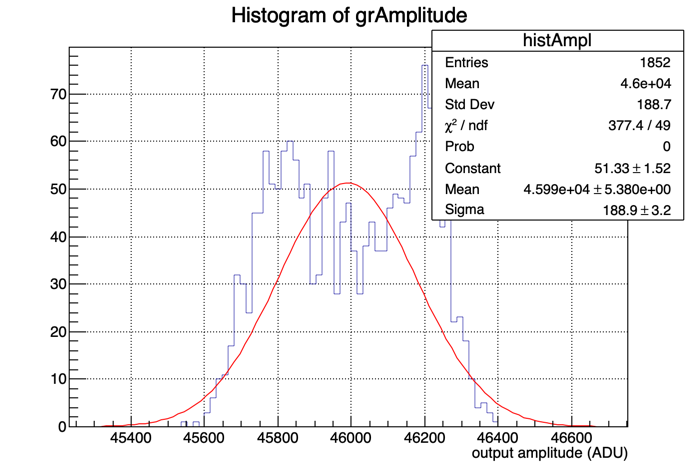 Histogram of grAmplitude
histAmpl
Entries 1852
Mean 4.6e+04
Std Dev 188.7
χ² / ndf 377.4 / 49
Prob 0
Constant 51.33 ± 1.52
Mean 4.599e+04 ± 5.380e+00
Sigma 188.9 ± 3.2
70
60
50
40
30
20
10
0
45400 45600 45800 46000 46200 46400 46600
output amplitude (ADU)